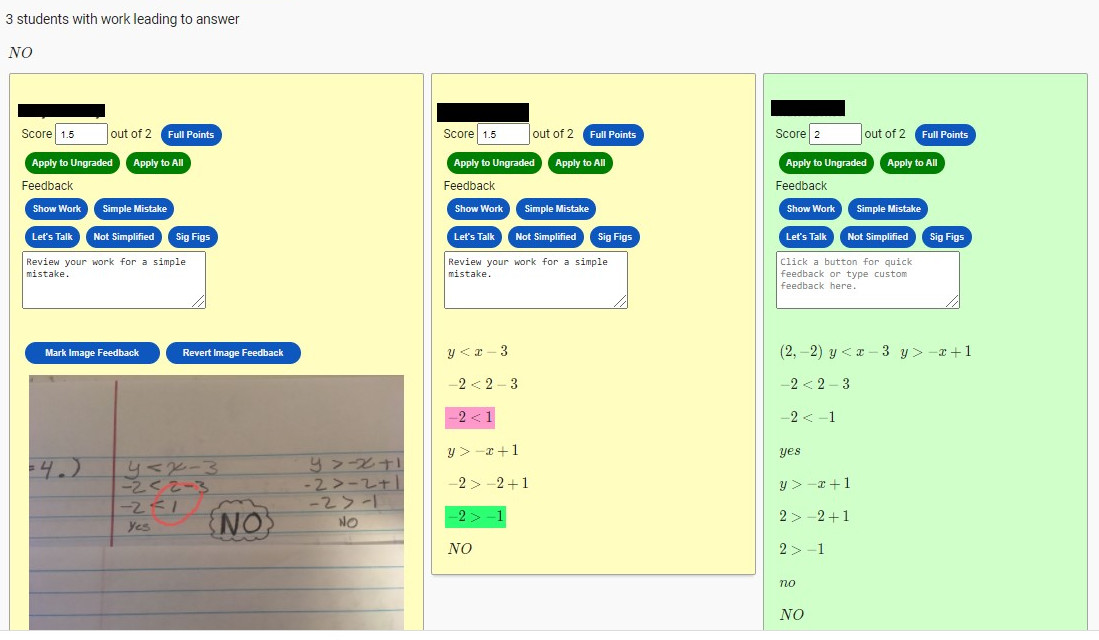 3 students with work leading to answer
NO
Score 1.5 out of 2 Full Points
Apply to Ungraded Apply to All
Feedback
Show Work Simple Mistake
Let's Talk Not Simplified Sig Figs
Review your work for a simple
mistake.
Mark Image Feedback Revert Image Feedback
4.) y<x-3 y>-x+1
-2<2-3 -2>-2+1
-2<1 -2>-1
yes NO NO
Score 1.5 out of 2 Full Points
Apply to Ungraded Apply to All
Feedback
Show Work Simple Mistake
Let's Talk Not Simplified Sig Figs
Review your work for a simple
mistake.
y < x − 3
−2 < 2 − 3
−2 < 1
y > −x + 1
−2 > −2 + 1
−2 > −1
NO
Score 2 out of 2 Full Points
Apply to Ungraded Apply to All
Feedback
Show Work Simple Mistake
Let's Talk Not Simplified Sig Figs
Click a button for quick
feedback or type custom
feedback here.
(2, −2) y < x − 3 y > −x + 1
−2 < 2 − 3
−2 < −1
yes
y > −x + 1
2 > −2 + 1
2 > −1
no
NO